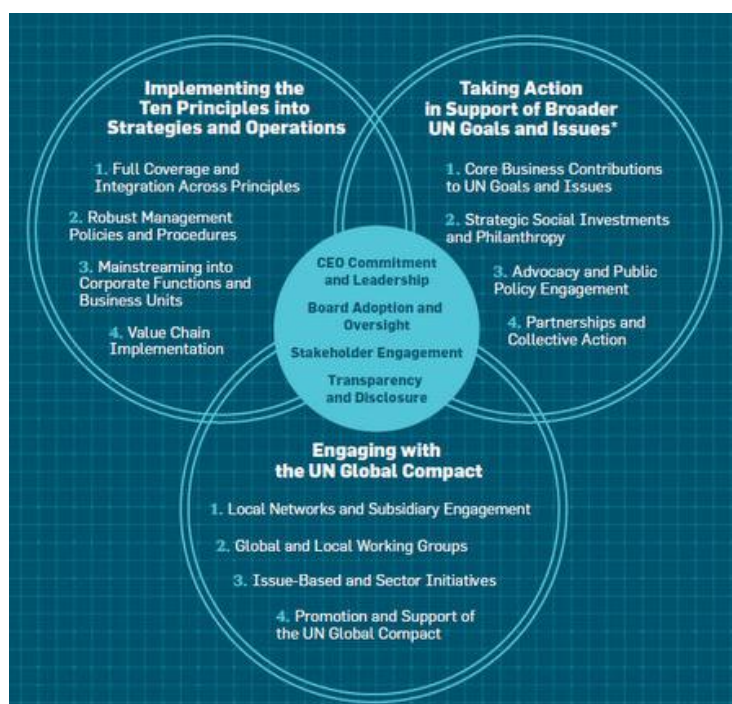 Implementing the
Ten Principles into
Strategies and Operations
1. Full Coverage and
Integration Across Principles
2. Robust Management
Policies and Procedures
3. Mainstreaming into
Corporate Functions and
Business Units
4. Value Chain
Implementation
Taking Action
in Support of Broader
UN Goals and Issues*
1. Core Business Contributions
to UN Goals and Issues
2. Strategic Social Investments
and Philanthropy
3. Advocacy and Public
Policy Engagement
4. Partnerships and
Collective Action
CEO Commitment
and Leadership
Board Adoption and
Oversight
Stakeholder Engagement
Transparency
and Disclosure
Engaging with
the UN Global Compact
1. Local Networks and Subsidiary Engagement
2. Global and Local Working Groups
3. Issue-Based and Sector Initiatives
4. Promotion and Support of
the UN Global Compact